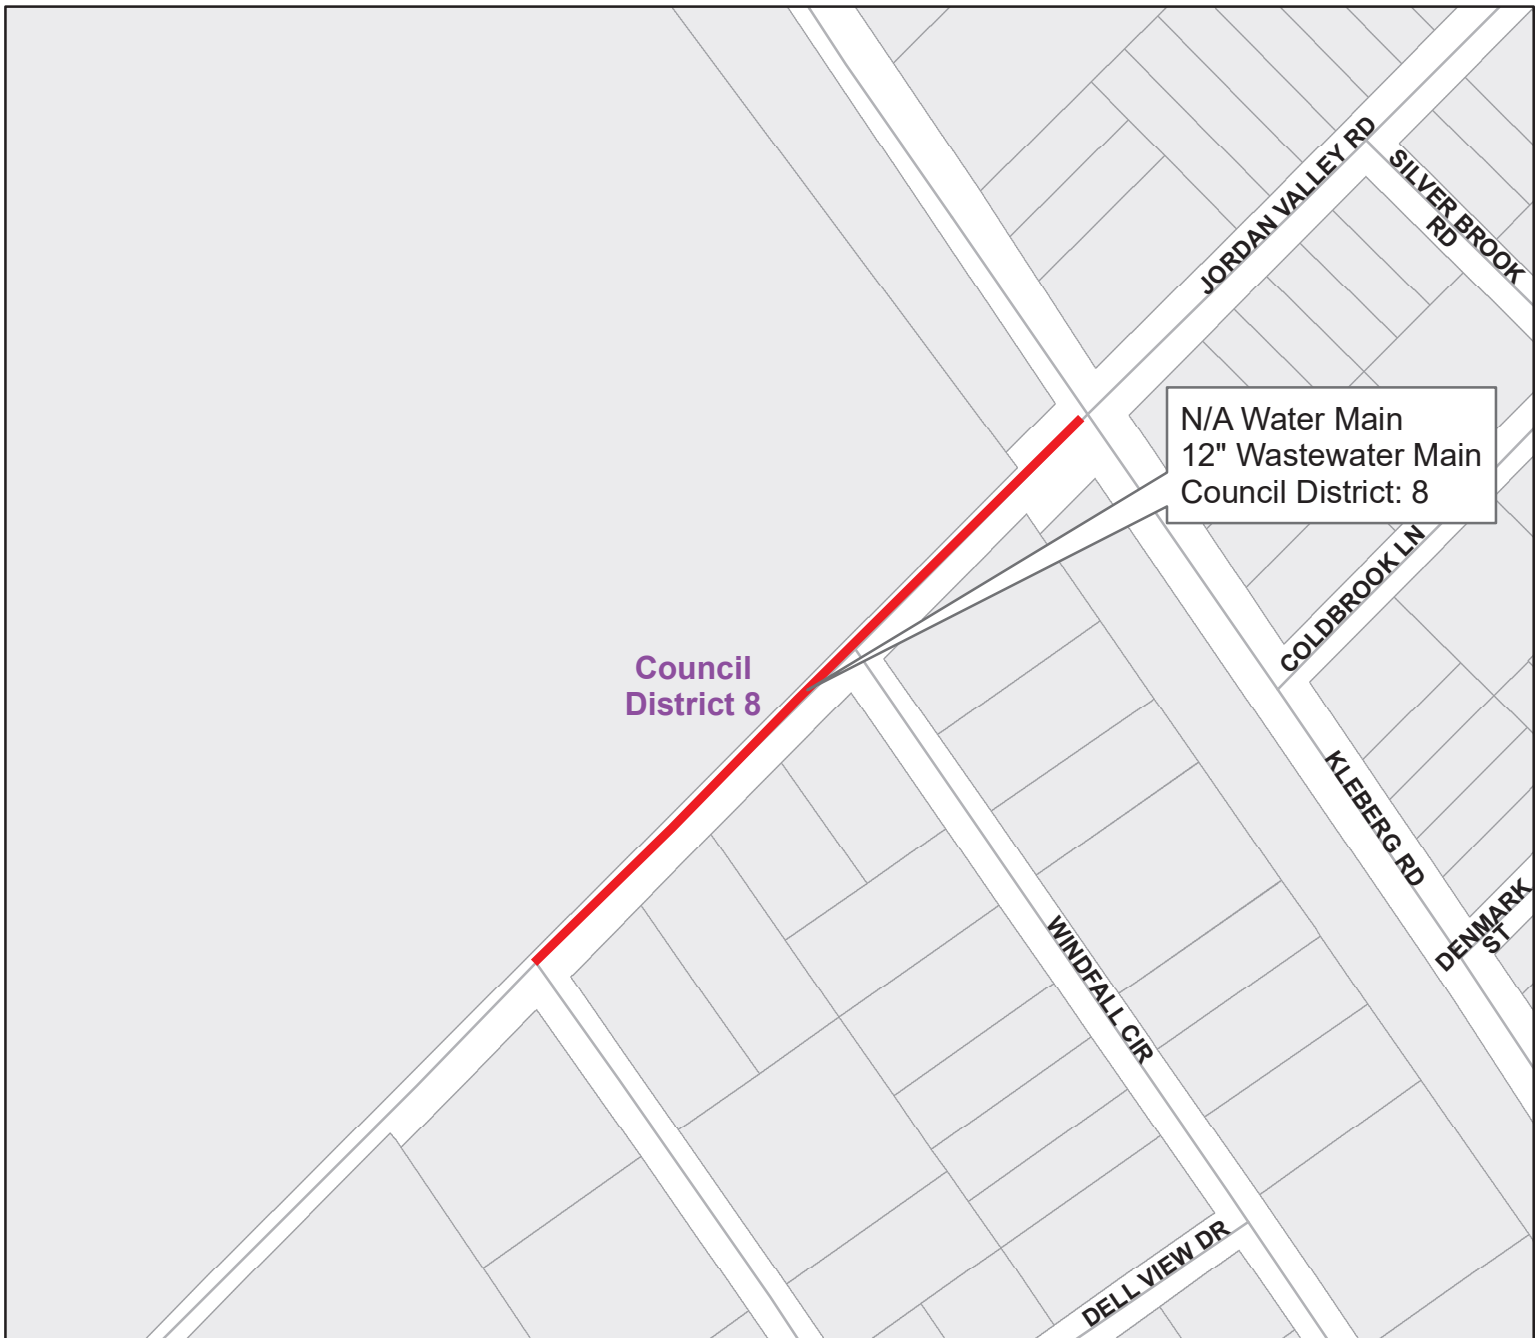 JORDAN VALLEY RD
SILVER BROOK
RD
N/A Water Main
12" Wastewater Main
Council District: 8
COLDBROOK LN
Council
District 8
KLEBERG RD
DENMARK
ST
WINDFALL CIR
DELL VIEW DR